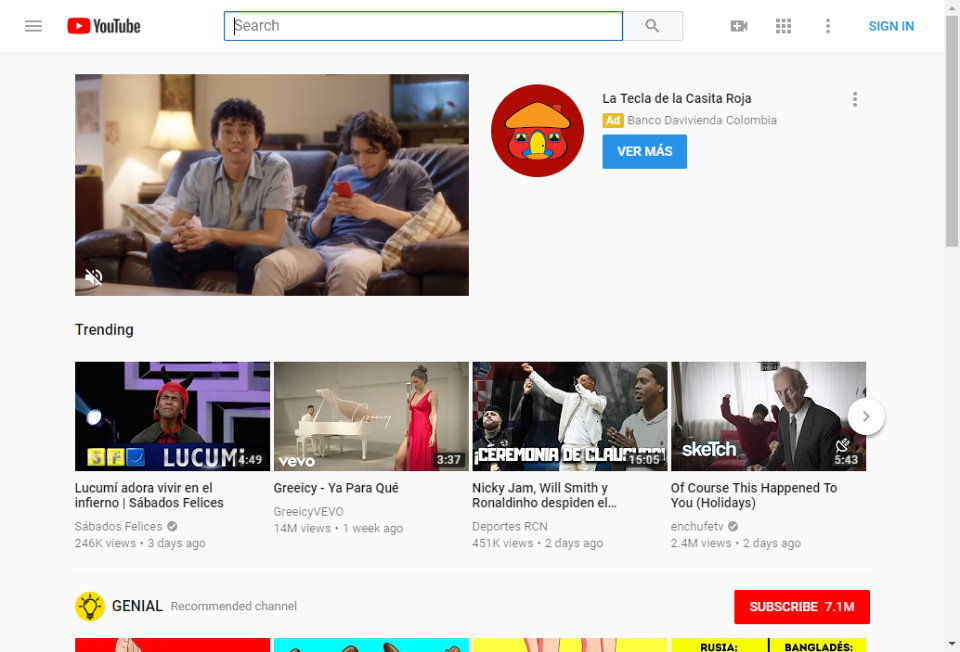 YouTube
Search
SIGN IN
La Tecla de la Casita Roja
Ad Banco Davivienda Colombia
VER MÁS
Trending
SF LUCUMÍ
4:49
Greeicy
vevo
3:37
¡CEREMONIA DE CLAUSURA!
15:05
skeTch
5:43
Lucumí adora vivir en el
infierno | Sábados Felices
Sábados Felices
246K views • 3 days ago
Greeicy - Ya Para Qué
GreeicyVEVO
14M views • 1 week ago
Nicky Jam, Will Smith y
Ronaldinho despiden el...
Deportes RCN
451K views • 2 days ago
Of Course This Happened To
You (Holidays)
enchufetv
2.4M views • 2 days ago
GENIAL Recommended channel
SUBSCRIBE 7.1M
RUSIA: BANGLADÉS: